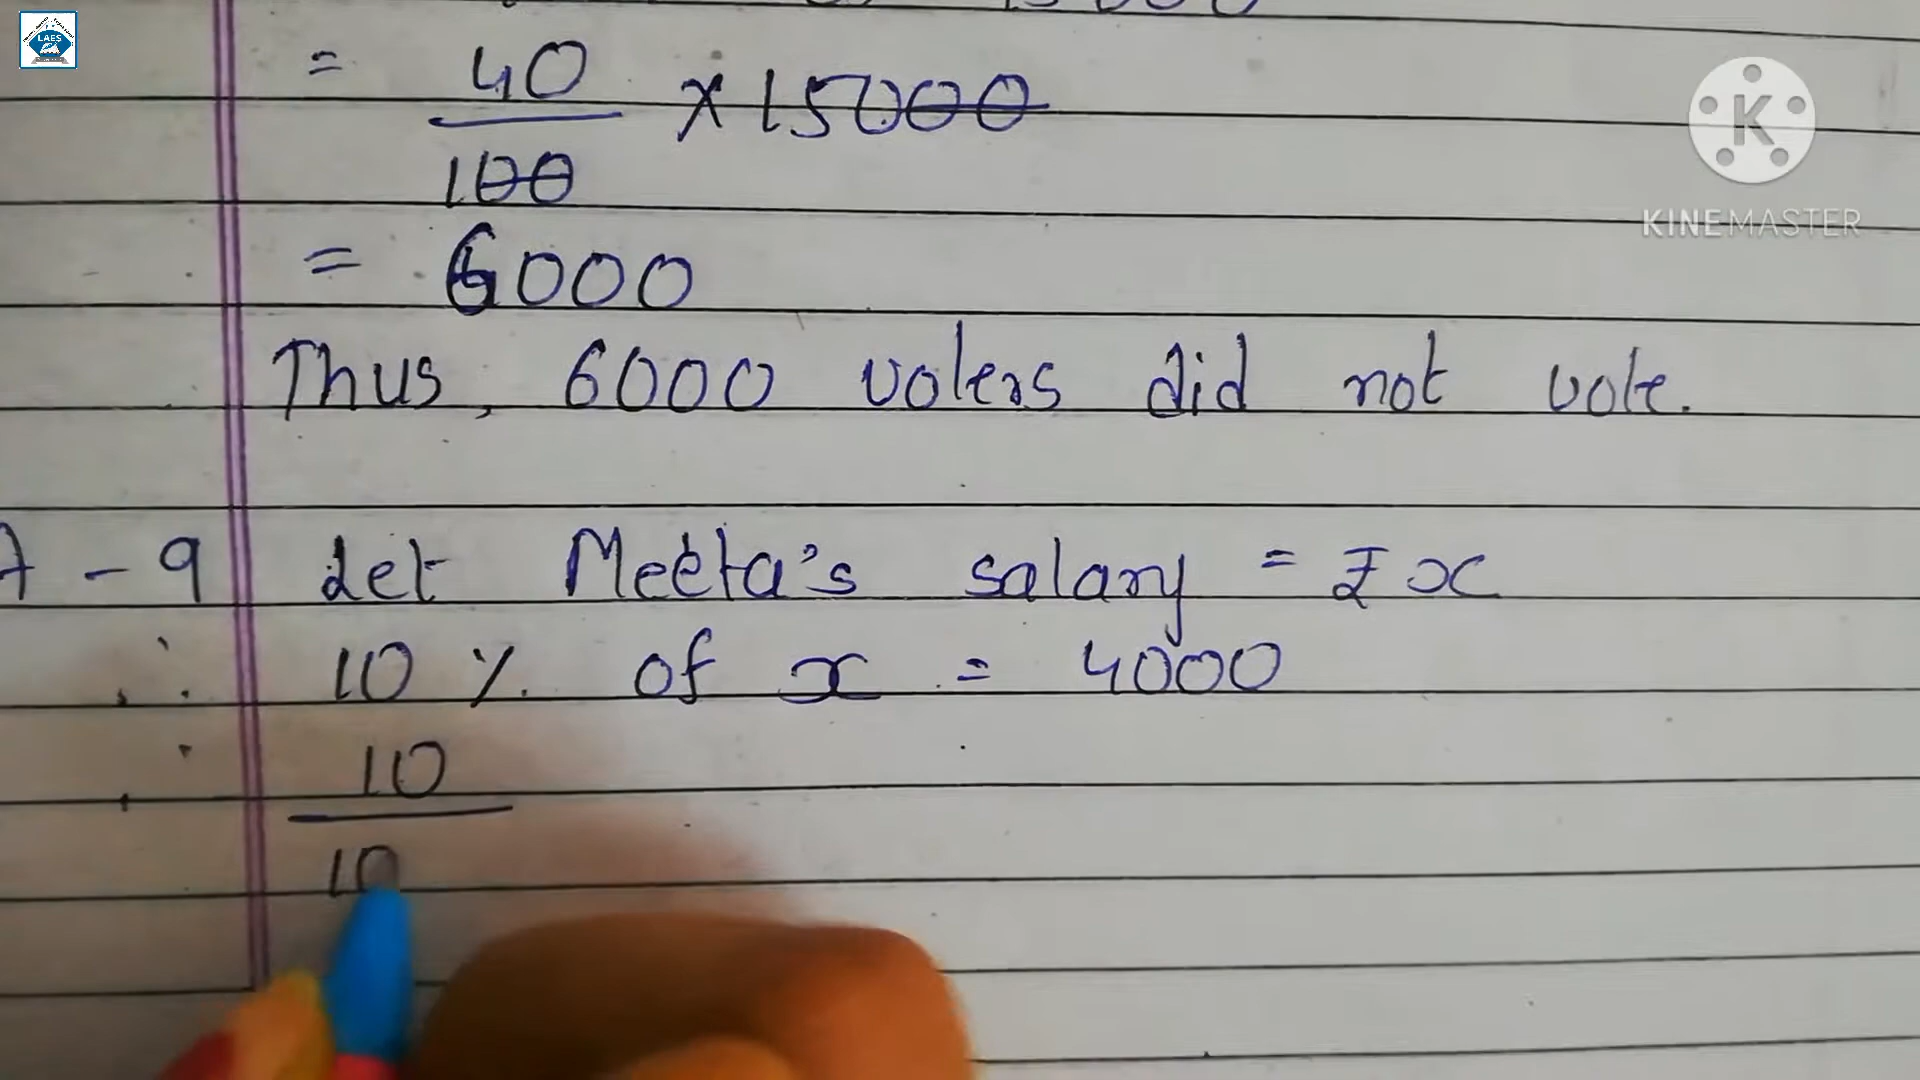 LAES
= 40/100 × 15000
= 6000
Thus, 6000 voters did not vote.
- 9 Let Meeta's salary = ₹ x
∴ 10 % of x = 4000
∴ 10/10
KINEMASTER